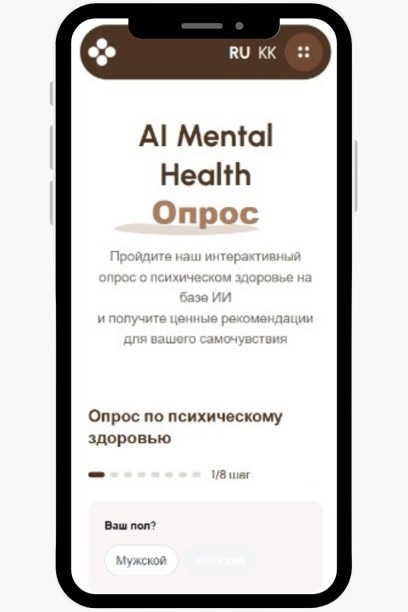 RU KK
AI Mental
Health
Опрос
Пройдите наш интерактивный
опрос о психическом здоровье на
базе ИИ
и получите ценные рекомендации
для вашего самочувствия
Опрос по психическому
здоровью
1/8 шаг
Ваш пол?
Мужской
Женский